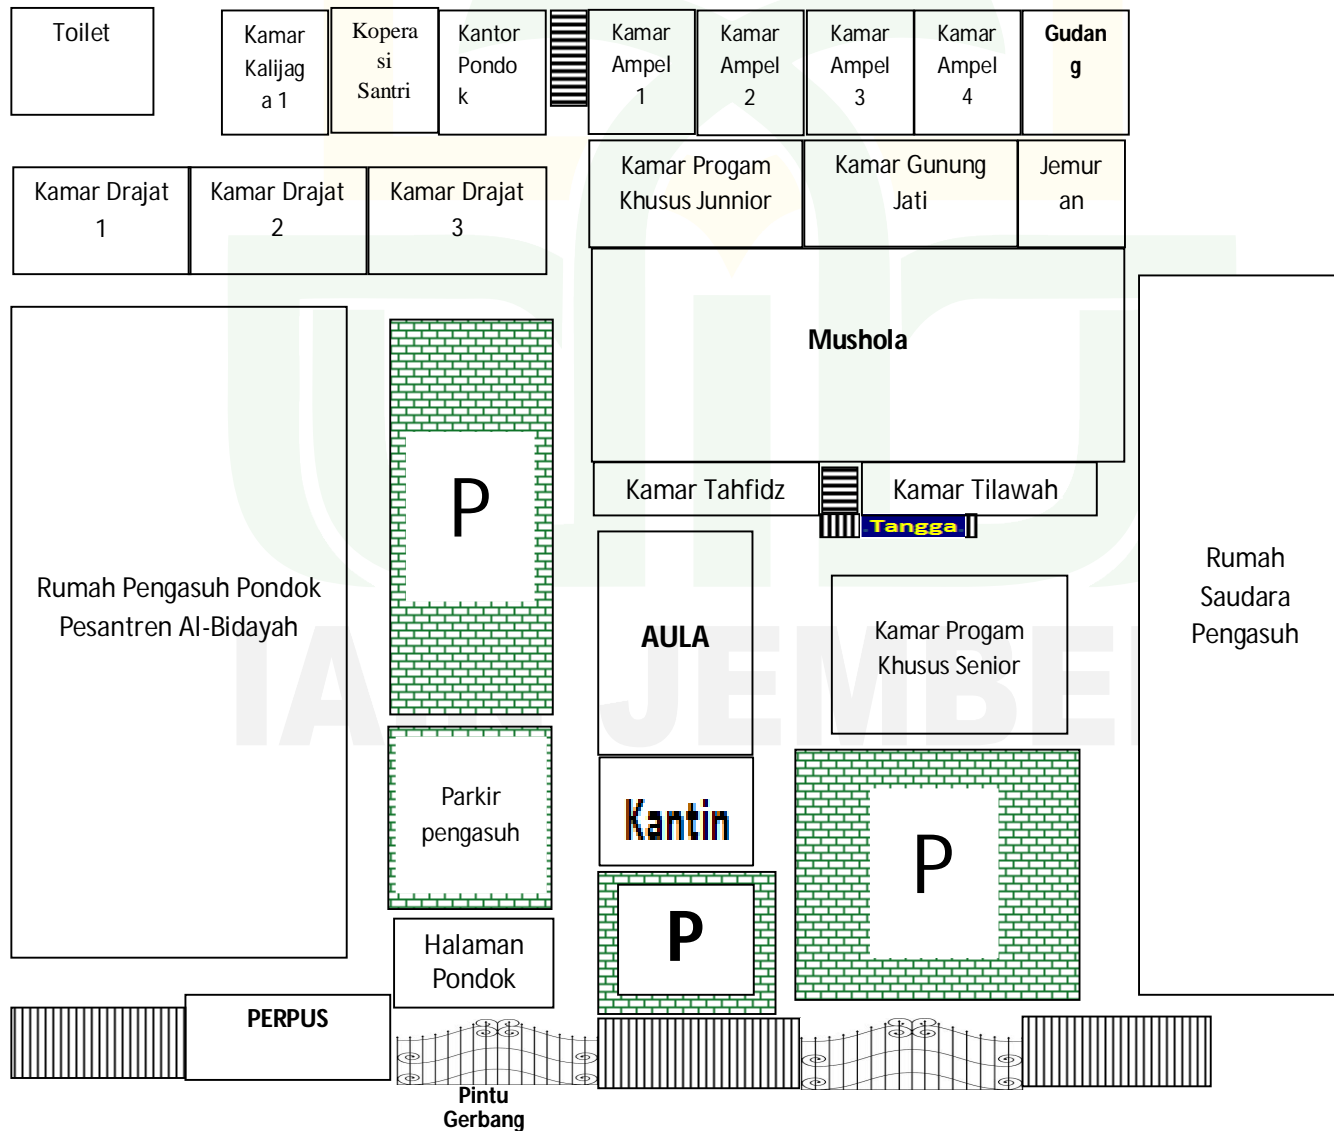 Toilet
Kamar
Kalijag
a 1
Kopera
si
Santri
Kantor
Pondo
k
Kamar
Ampel
1
Kamar
Ampel
2
Kamar
Ampel
3
Kamar
Ampel
4
Gudan
g
Kamar Drajat
1
Kamar Drajat
2
Kamar Drajat
3
Kamar Progam
Khusus Junnior
Kamar Gunung
Jati
Jemur
an
Mushola
P
Kamar Tahfidz
Kamar Tilawah
Tangga
Rumah Pengasuh Pondok
Pesantren Al-Bidayah
AULA
Kamar Progam
Khusus Senior
Rumah
Saudara
Pengasuh
IAIN JEMBER
Parkir
pengasuh
Kantin
P
P
Halaman
Pondok
PERPUS
Pintu
Gerbang